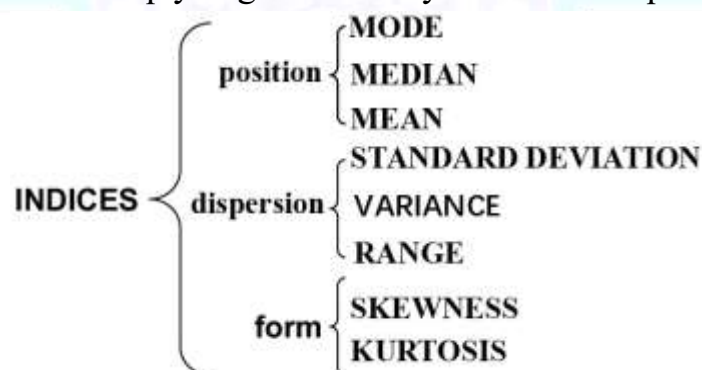 MODE
position MEDIAN
MEAN
STANDARD DEVIATION
INDICES dispersion VARIANCE
RANGE
SKEWNESS
form
KURTOSIS